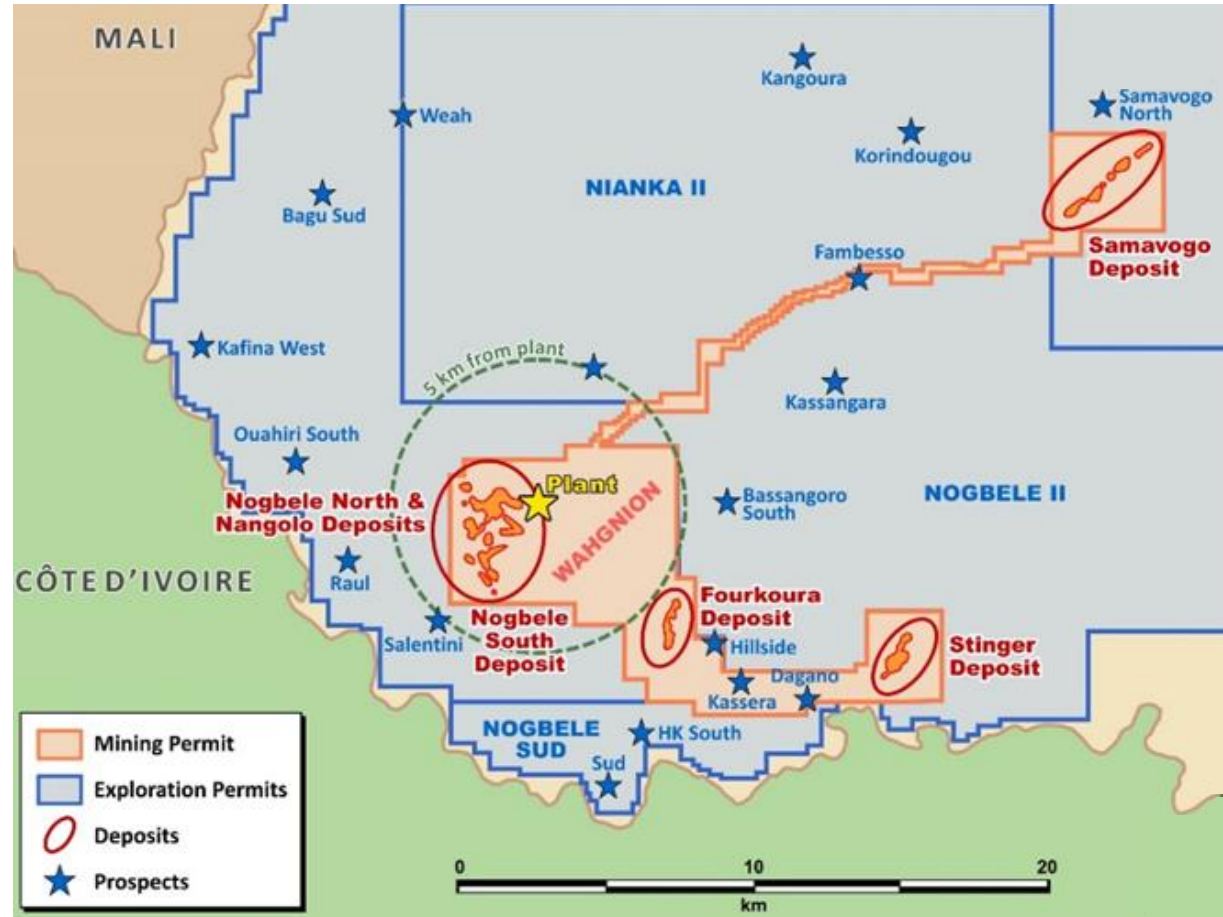 MALI
Kangoura
Weah
Samavogo
North
Korindougou
NIANKA II
Bagu Sud
Fambesso
Samavogo
Deposit
Kafina West
5 km from plant
Kassangara
Ouahiri South
Nogbele North &
Nangolo Deposits
Plant
WAHGNION
Bassangoro
South
NOGBELE II
CÔTE D'IVOIRE
Raul
Fourkoura
Deposit
Salentini
Nogbele
South
Deposit
Hillside
Stinger
Deposit
Dagano
Kassera
NOGBELE
SUD
HK South
Sud
Mining Permit
Exploration Permits
Deposits
Prospects
0 10 20
km